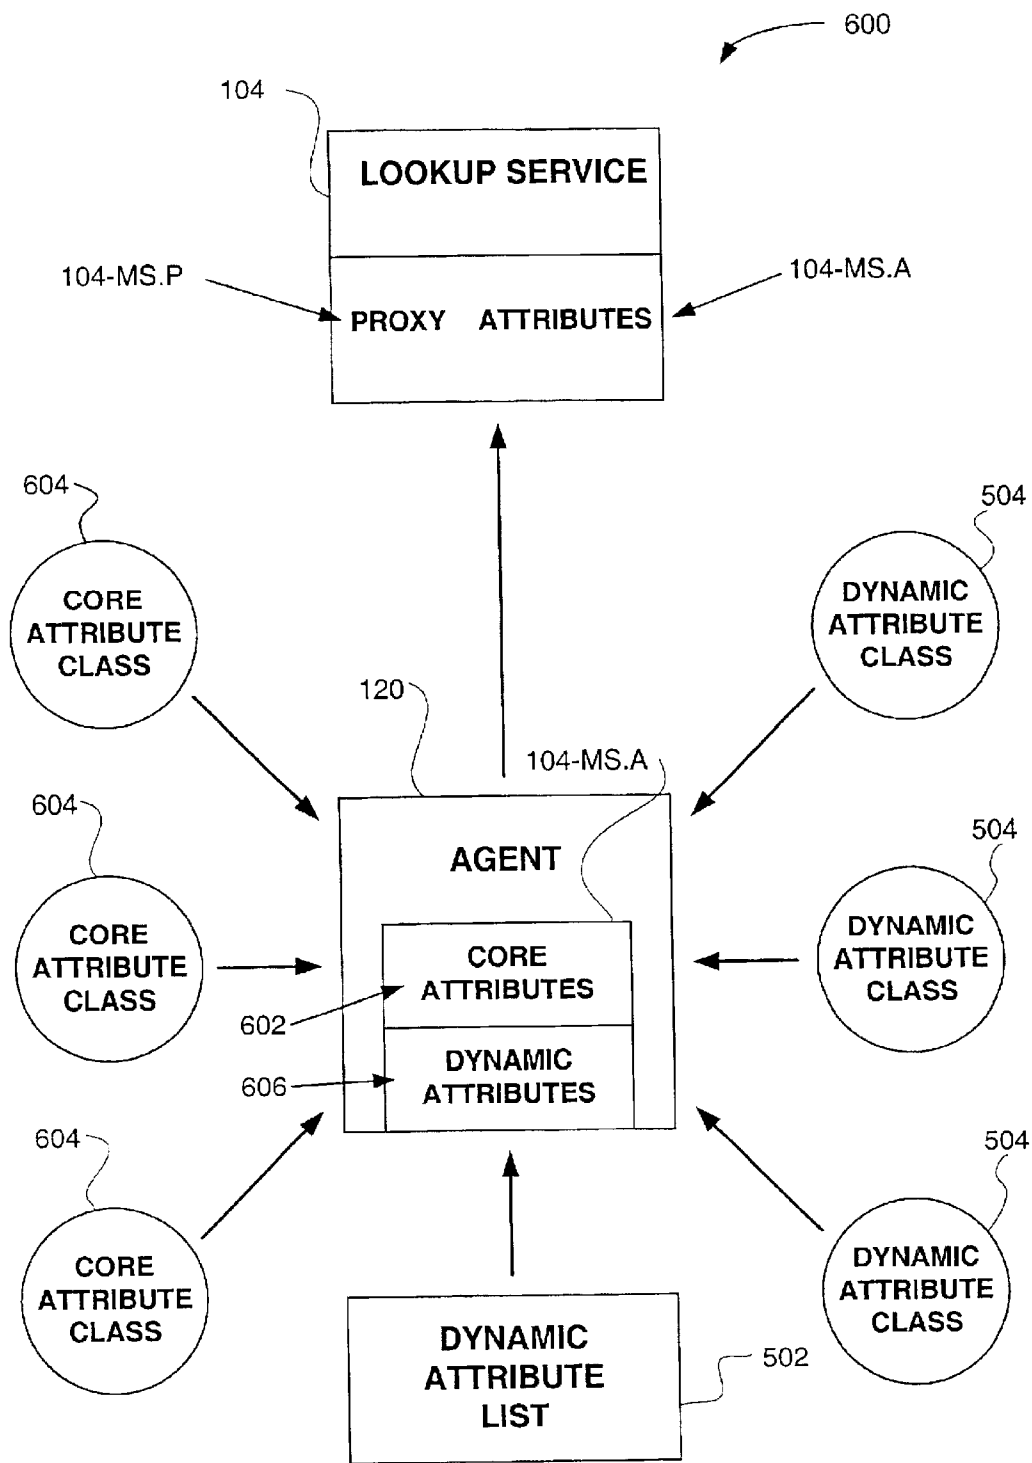 600
104
LOOKUP SERVICE
104-MS.P
104-MS.A
PROXY ATTRIBUTES
604
504
CORE
ATTRIBUTE
CLASS
DYNAMIC
ATTRIBUTE
CLASS
120
104-MS.A
604
504
AGENT
CORE
ATTRIBUTE
CLASS
CORE
ATTRIBUTES
DYNAMIC
ATTRIBUTE
CLASS
602
606
DYNAMIC
ATTRIBUTES
604
504
CORE
ATTRIBUTE
CLASS
DYNAMIC
ATTRIBUTE
CLASS
DYNAMIC
ATTRIBUTE
LIST
502